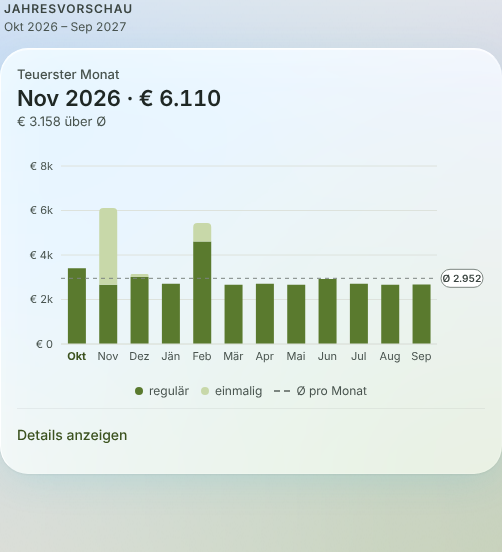 JAHRESVORSCHAU
Okt 2026 – Sep 2027
Teuerster Monat
Nov 2026 · € 6.110
€ 3.158 über Ø
€ 8k
€ 6k
€ 4k
€ 2k
€ 0
Ø 2.952
Okt Nov Dez Jän Feb Mär Apr Mai Jun Jul Aug Sep
regulär einmalig Ø pro Monat
Details anzeigen